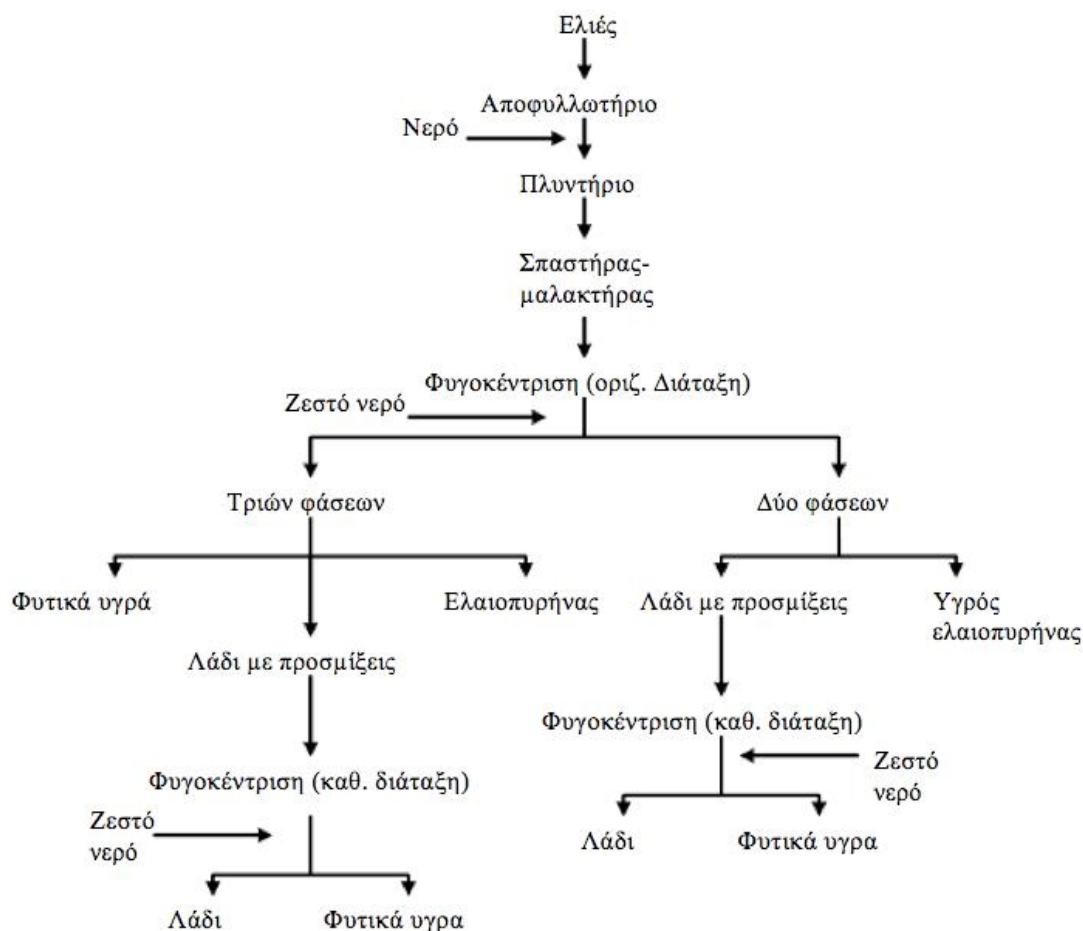 Ελιές
Αποφυλλωτήριο
Νερό
Πλυντήριο
Σπαστήρας-
μαλακτήρας
Φυγοκέντριση (οριζ. Διάταξη)
Ζεστό νερό
Τριών φάσεων
Δύο φάσεων
Φυτικά υγρά
Ελαιοπυρήνας
Λάδι με προσμίξεις
Υγρός
ελαιοπυρήνας
Λάδι με προσμίξεις
Φυγοκέντριση (καθ. διάταξη)
Ζεστό
νερό
Φυγοκέντριση (καθ. διάταξη)
Ζεστό
νερό
Λάδι
Φυτικά υγρα
Λάδι
Φυτικά υγρα